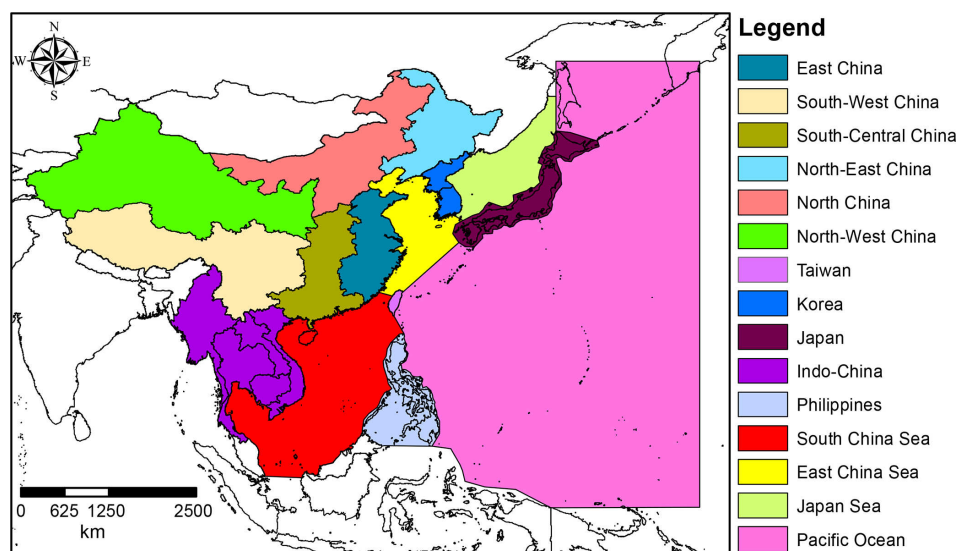 N
W
E
S
0 625 1250 2500
km
Legend
East China
South-West China
South-Central China
North-East China
North China
North-West China
Taiwan
Korea
Japan
Indo-China
Philippines
South China Sea
East China Sea
Japan Sea
Pacific Ocean